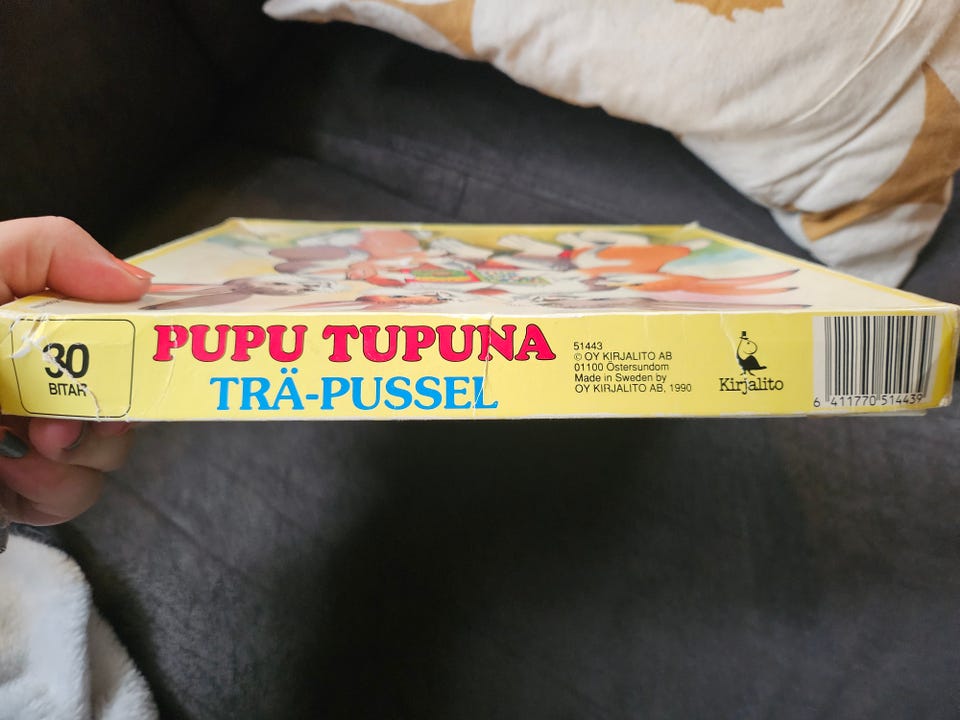 30
BITAR
PUPU TUPUNA
TRÄ-PUSSEL
51443
© OY KIRJALITO AB
01100 Östersundom
Made in Sweden by
OY KIRJALITO AB, 1990
Kirjalito
6 411770 514439